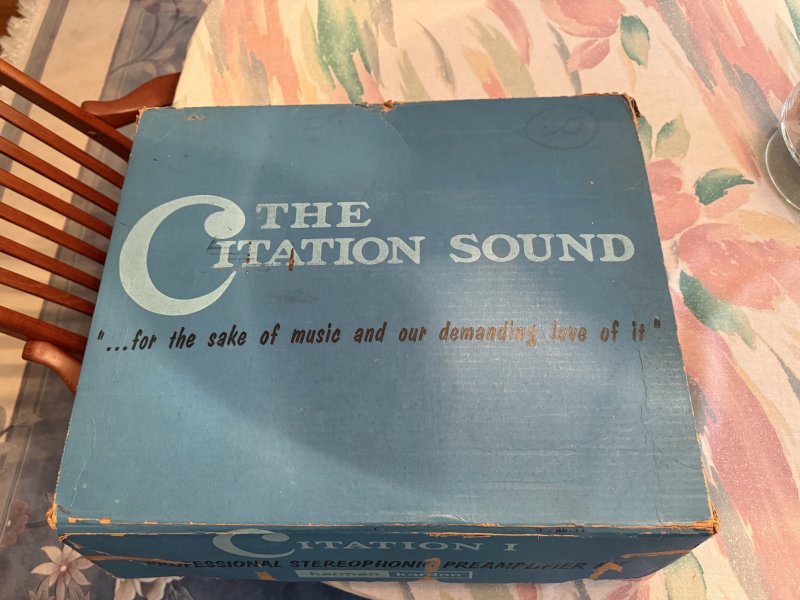 THE
CITATION SOUND
"...for the sake of music and our demanding love of it"
CITATION I
PROFESSIONAL STEREOPHONIC PREAMPLIFIER
harman kardon